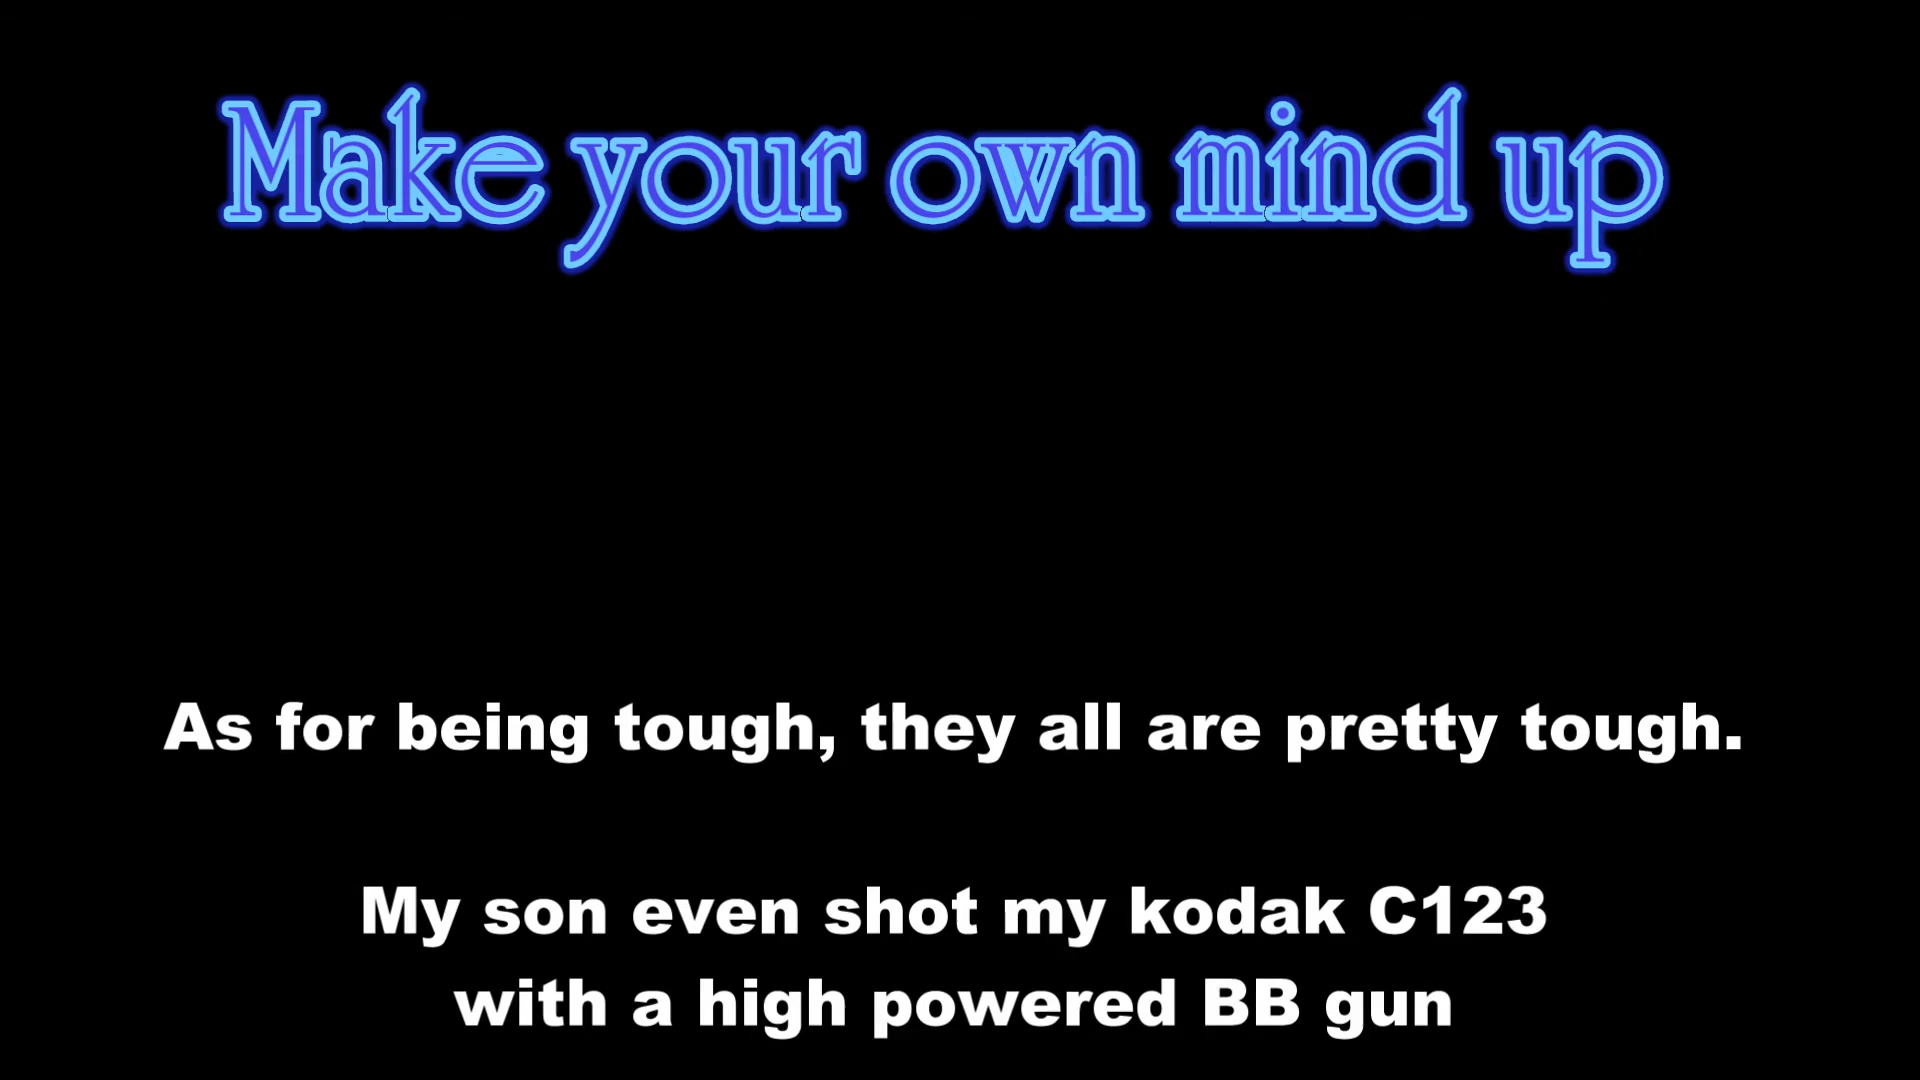 Make your own mind up
As for being tough, they all are pretty tough.
My son even shot my kodak C123
with a high powered BB gun